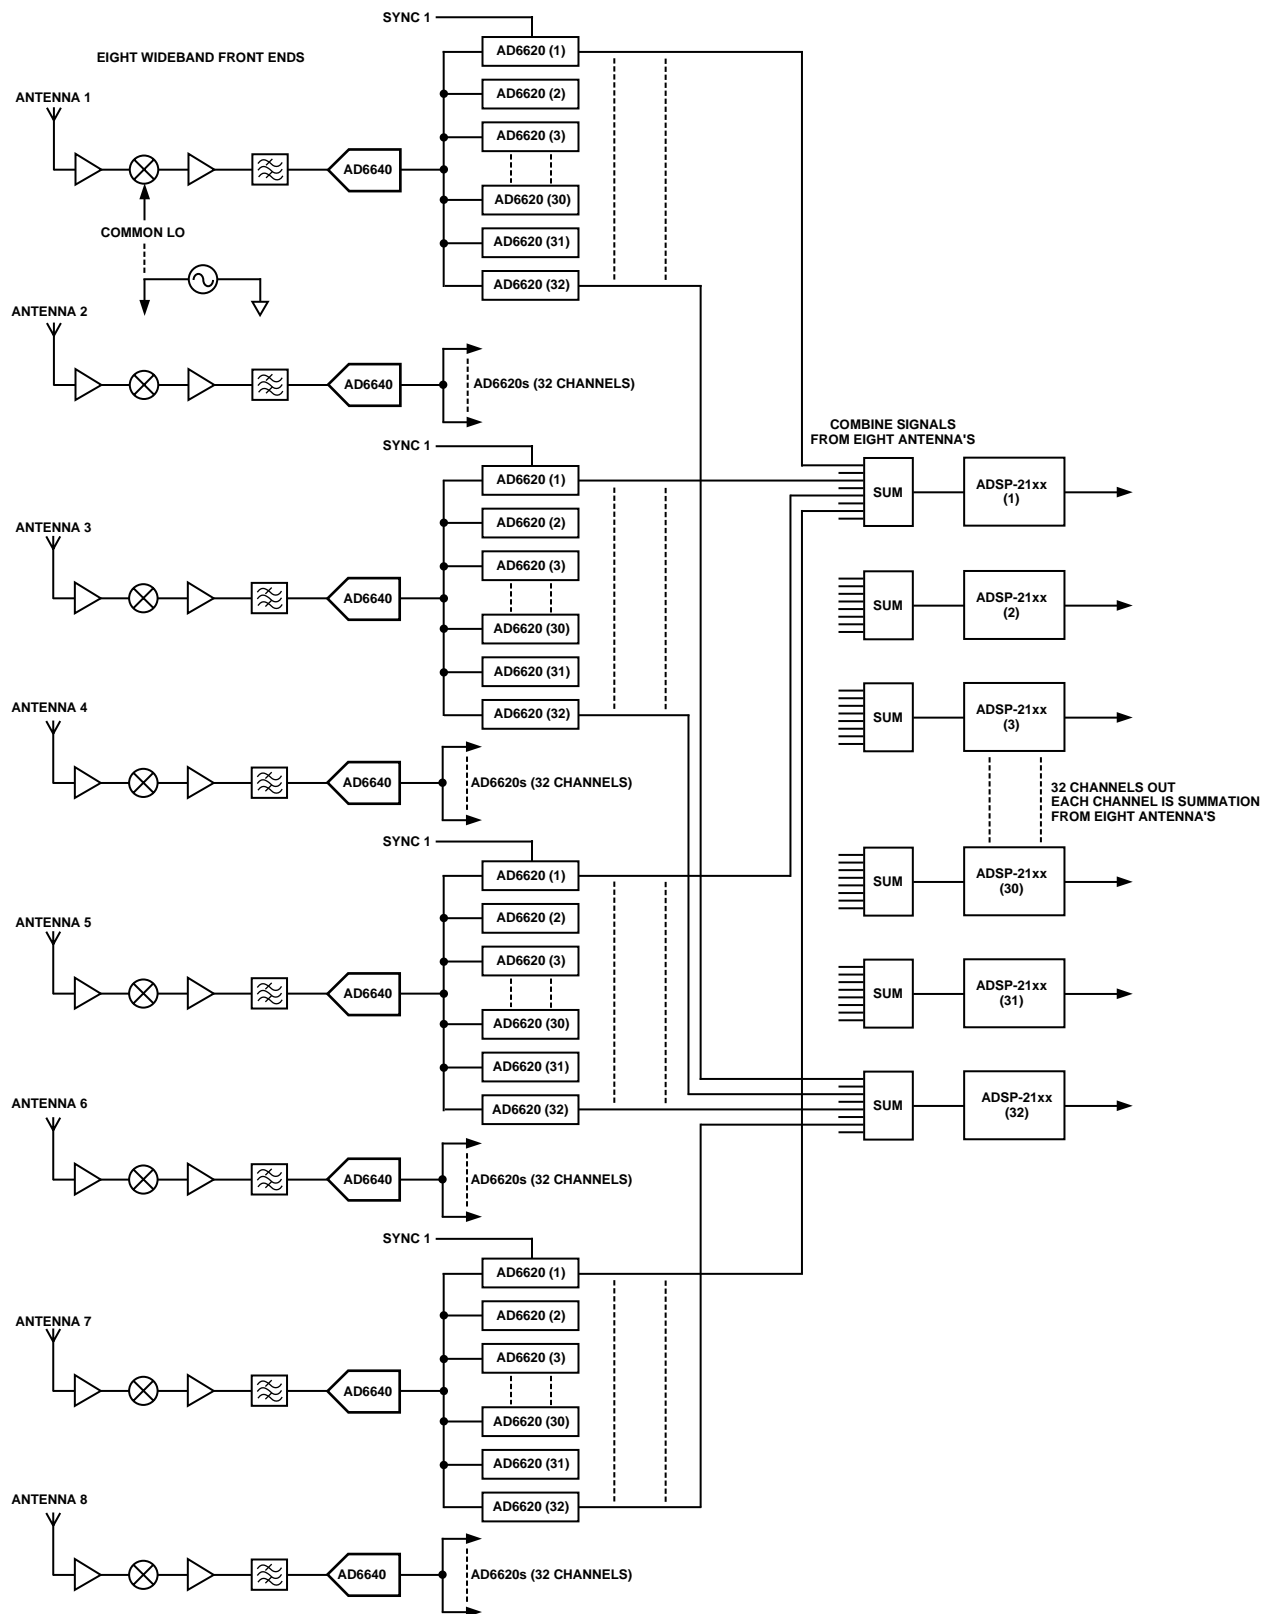 SYNC 1
EIGHT WIDEBAND FRONT ENDS
ANTENNA 1
AD6640
COMMON LO
AD6620 (1)
AD6620 (2)
AD6620 (3)
AD6620 (30)
AD6620 (31)
AD6620 (32)
ANTENNA 2
AD6640
AD6620s (32 CHANNELS)
SYNC 1
ANTENNA 3
AD6640
AD6620 (1)
AD6620 (2)
AD6620 (3)
AD6620 (30)
AD6620 (31)
AD6620 (32)
ANTENNA 4
AD6640
AD6620s (32 CHANNELS)
SYNC 1
ANTENNA 5
AD6640
AD6620 (1)
AD6620 (2)
AD6620 (3)
AD6620 (30)
AD6620 (31)
AD6620 (32)
ANTENNA 6
AD6640
AD6620s (32 CHANNELS)
SYNC 1
ANTENNA 7
AD6640
AD6620 (1)
AD6620 (2)
AD6620 (3)
AD6620 (30)
AD6620 (31)
AD6620 (32)
ANTENNA 8
AD6640
AD6620s (32 CHANNELS)
COMBINE SIGNALS
FROM EIGHT ANTENNA'S
SUM
ADSP-21xx
(1)
SUM
ADSP-21xx
(2)
SUM
ADSP-21xx
(3)
32 CHANNELS OUT
EACH CHANNEL IS SUMMATION
FROM EIGHT ANTENNA'S
SUM
ADSP-21xx
(30)
SUM
ADSP-21xx
(31)
SUM
ADSP-21xx
(32)